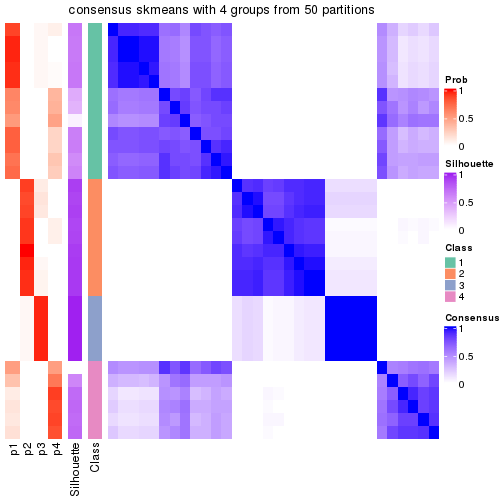 consensus skmeans with 4 groups from 50 partitions
Prob
1
0.5
0
Silhouette
1
0.5
0
Class
1
2
3
4
Consensus
1
0.5
0
p1
p2
p3
p4
Silhouette
Class